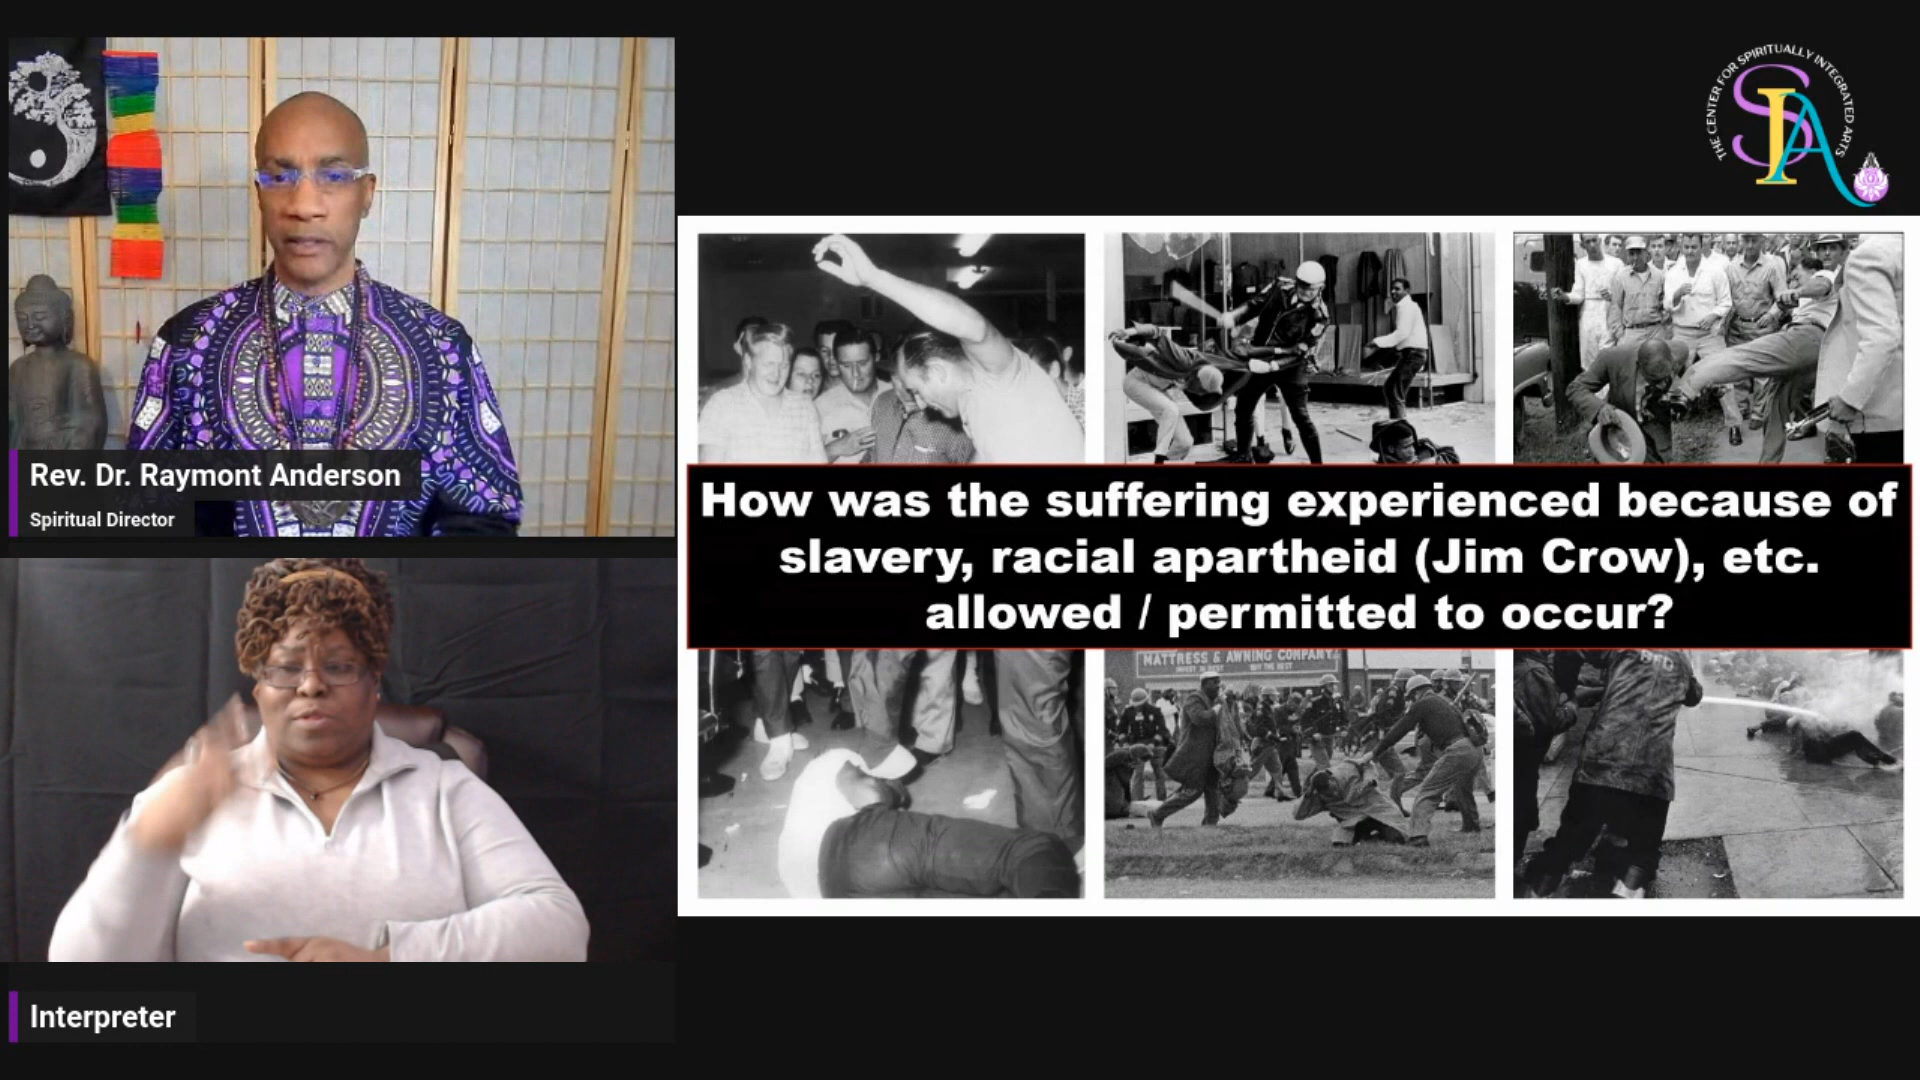 THE CENTER FOR SPIRITUALLY INTEGRATED ARTS
SIA
Rev. Dr. Raymont Anderson
Spiritual Director
How was the suffering experienced because of
slavery, racial apartheid (Jim Crow), etc.
allowed / permitted to occur?
MATTRESS & AWNING COMPANY
BFD
Interpreter